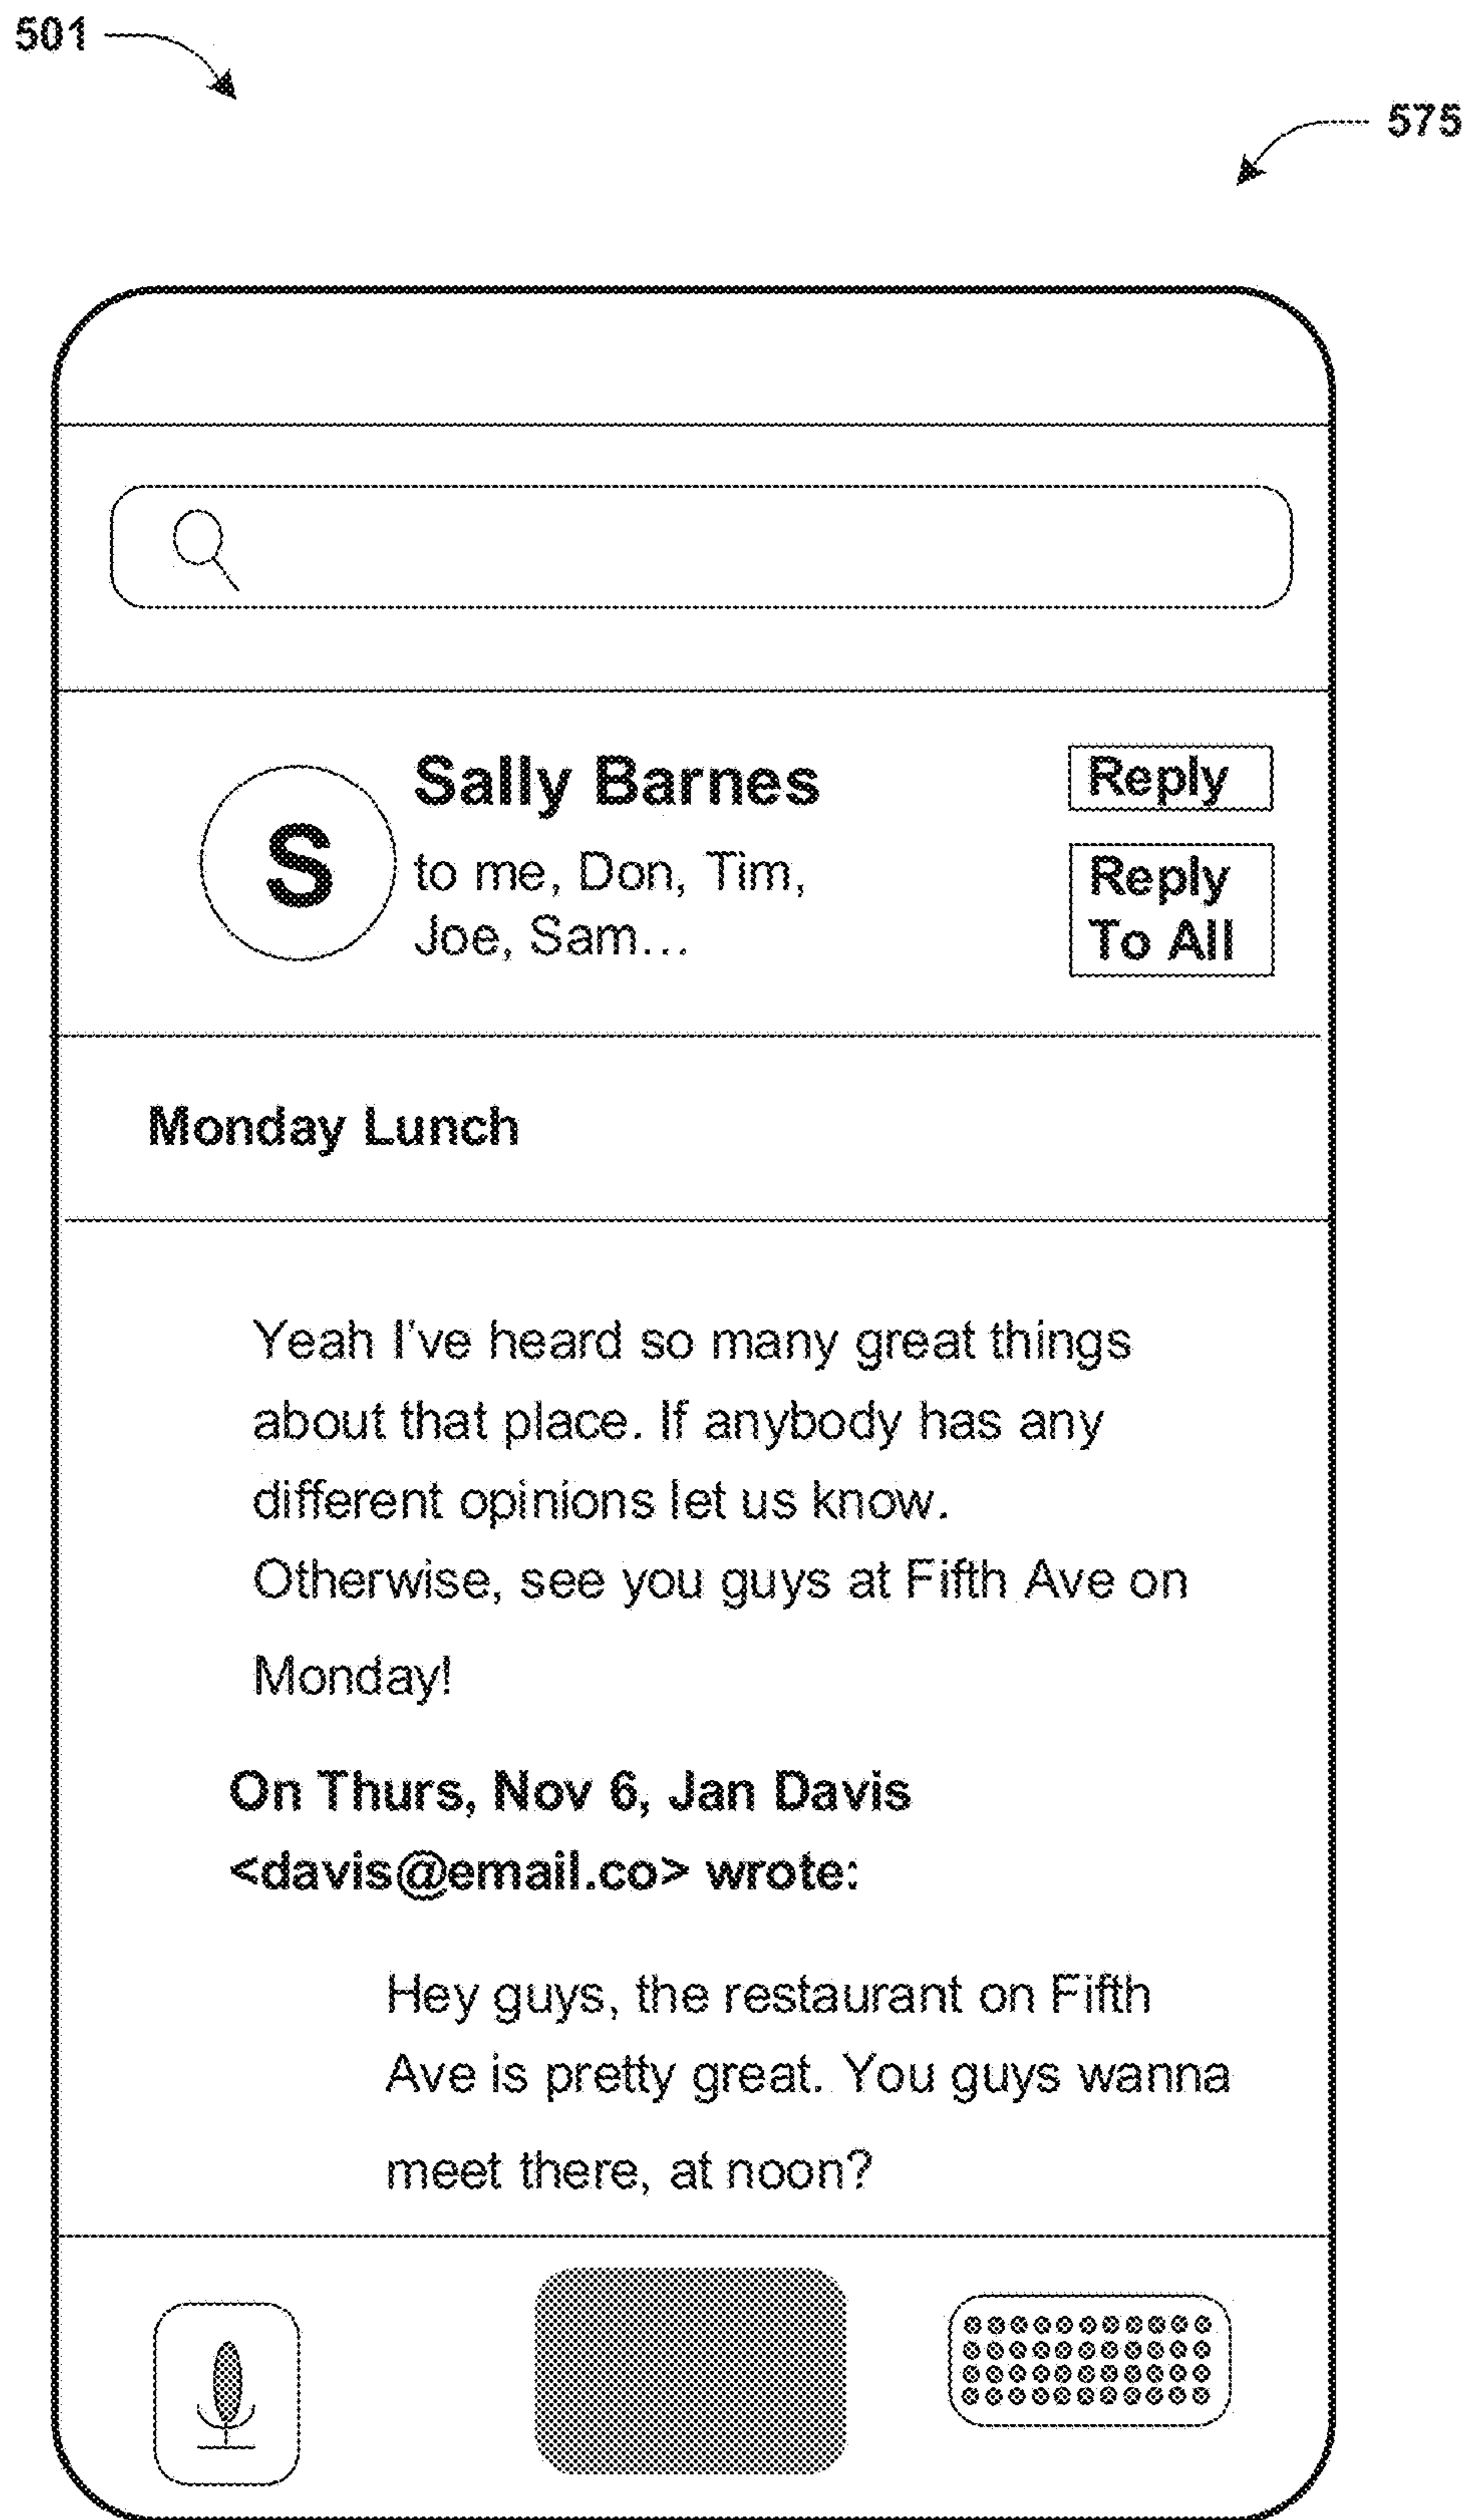 501
575
Sally Barnes
Reply
S
to me, Don, Tim,
Joe, Sam...
Reply
To All
Monday Lunch
Yeah I've heard so many great things
about that place. If anybody has any
different opinions let us know.
Otherwise, see you guys at Fifth Ave on
Monday!
On Thurs, Nov 6, Jan Davis
<davis@email.co> wrote:
Hey guys, the restaurant on Fifth
Ave is pretty great. You guys wanna
meet there, at noon?